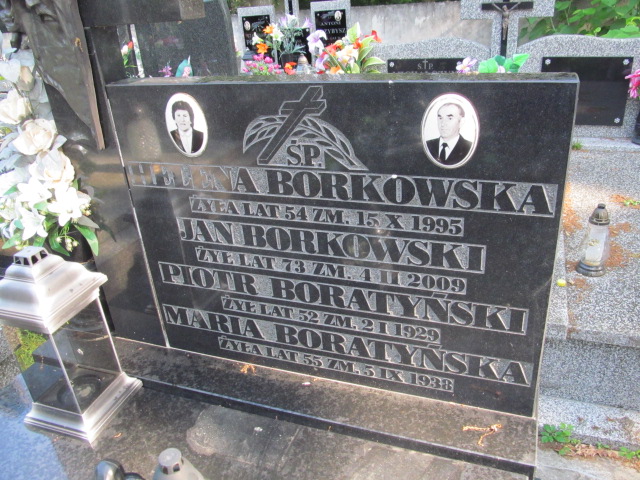 ŚP.
HELENA BORKOWSKA
ŻYŁA LAT 54 ZM. 15 X 1995
JAN BORKOWSKI
ŻYŁ LAT 73 ZM. 4 II 2009
PIOTR BORATYŃSKI
ŻYŁ LAT 52 ZM. 2 I 1929
MARIA BORATYŃSKA
ŻYŁA LAT 55 ZM. 5 IX 1938
ANTONI